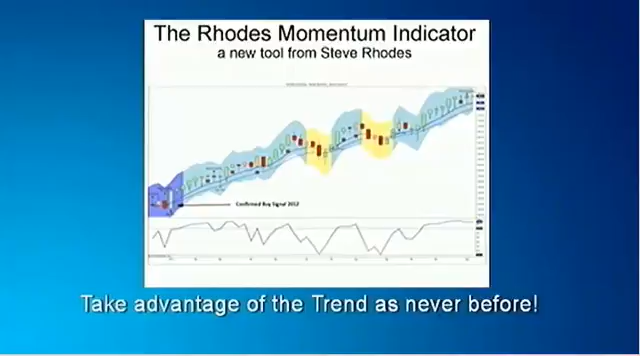 The Rhodes Momentum Indicator
a new tool from Steve Rhodes
Confirmed Buy Signal 2012
Take advantage of the Trend as never before!